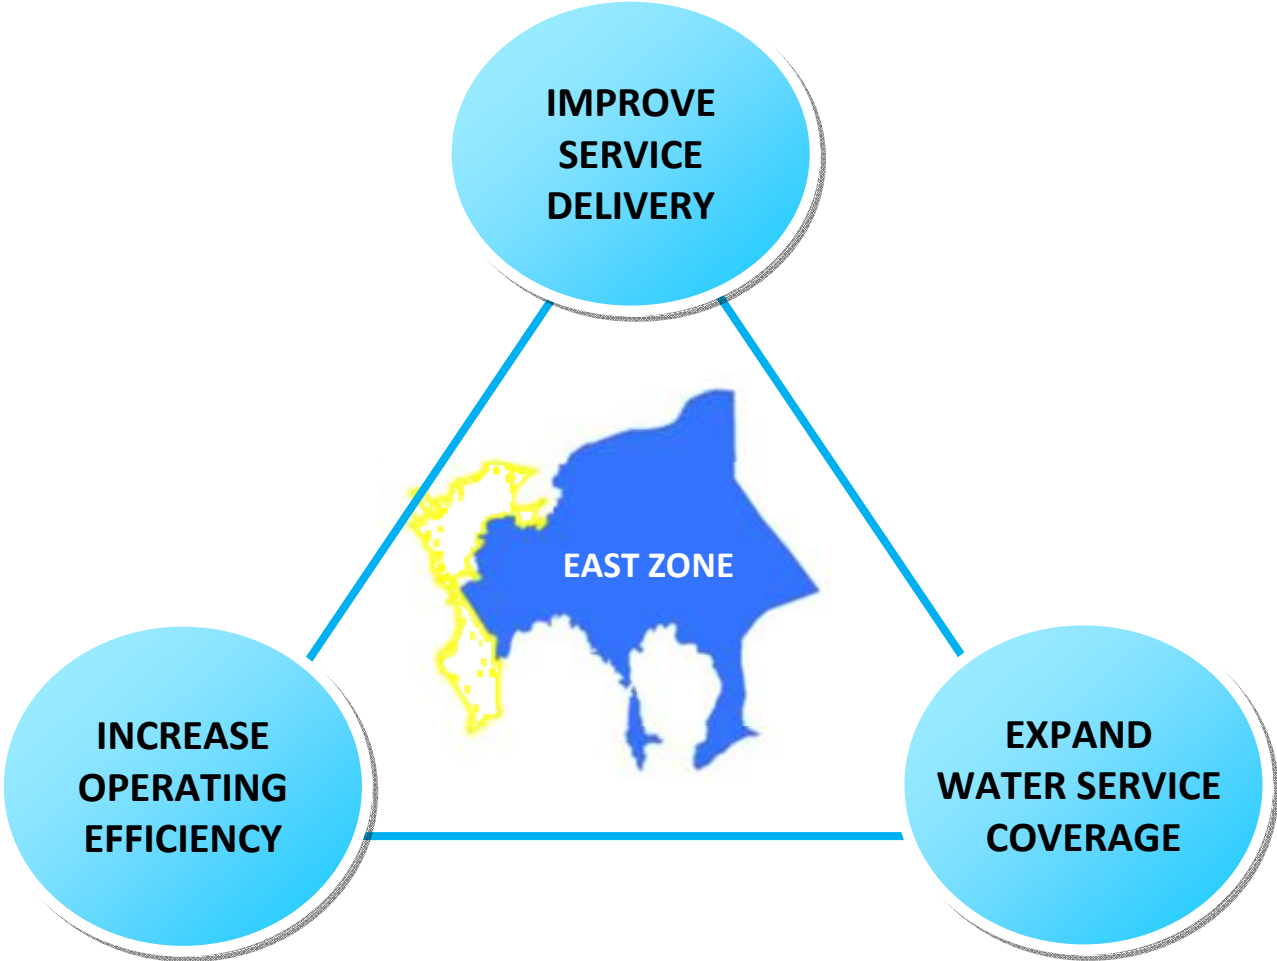 IMPROVE
SERVICE
DELIVERY
EAST ZONE
INCREASE
OPERATING
EFFICIENCY
EXPAND
WATER SERVICE
COVERAGE